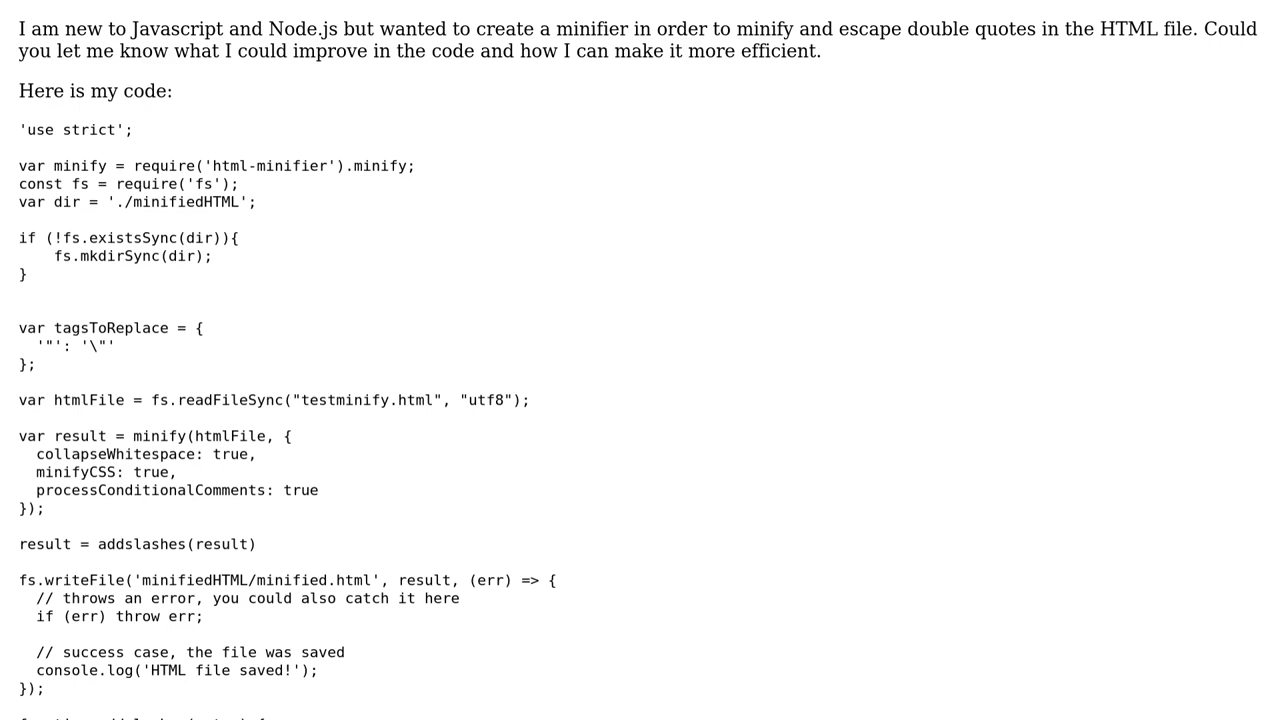 I am new to Javascript and Node.js but wanted to create a minifier in order to minify and escape double quotes in the HTML file. Could
you let me know what I could improve in the code and how I can make it more efficient.
Here is my code:
'use strict';
var minify = require('html-minifier').minify;
const fs = require('fs');
var dir = './minifiedHTML';
if (!fs.existsSync(dir)){
    fs.mkdirSync(dir);
}
var tagsToReplace = {
  '"': '\"'
};
var htmlFile = fs.readFileSync("testminify.html", "utf8");
var result = minify(htmlFile, {
  collapseWhitespace: true,
  minifyCSS: true,
  processConditionalComments: true
});
result = addslashes(result)
fs.writeFile('minifiedHTML/minified.html', result, (err) => {
  // throws an error, you could also catch it here
  if (err) throw err;
  // success case, the file was saved
  console.log('HTML file saved!');
});